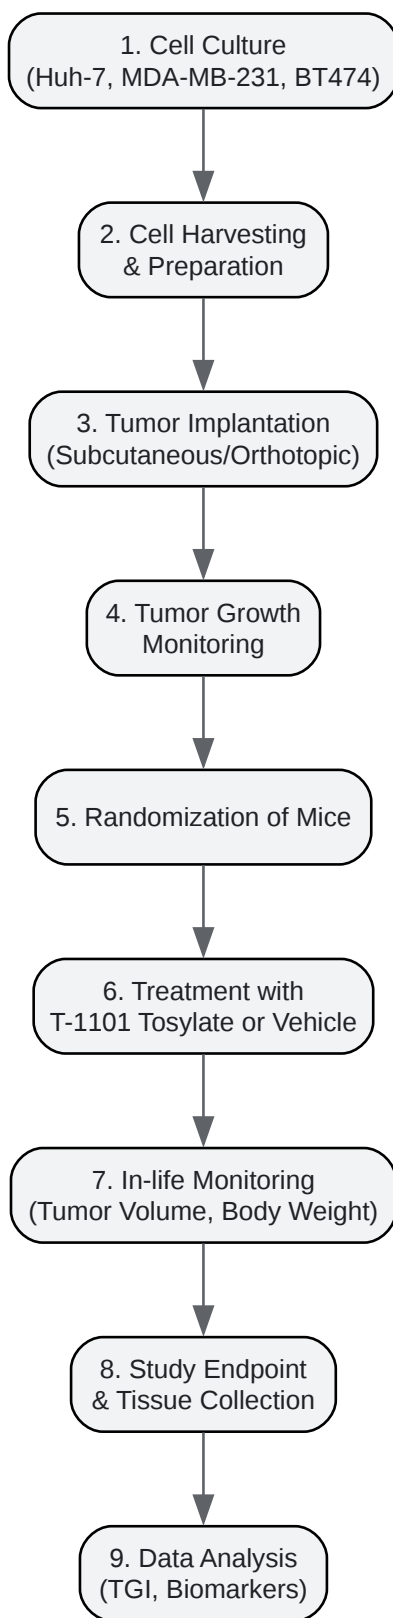 1. Cell Culture
(Huh-7, MDA-MB-231, BT474)
2. Cell Harvesting
& Preparation
3. Tumor Implantation
(Subcutaneous/Orthotopic)
4. Tumor Growth
Monitoring
5. Randomization of Mice
6. Treatment with
T-1101 Tosylate or Vehicle
7. In-life Monitoring
(Tumor Volume, Body Weight)
8. Study Endpoint
& Tissue Collection
9. Data Analysis
(TGI, Biomarkers)